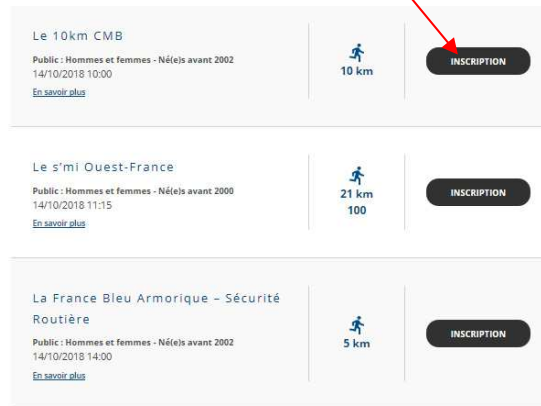 Le 10km CMB
Public : Hommes et femmes - Né(e)s avant 2002
14/10/2018 10:00
En savoir plus
10 km
INSCRIPTION
Le s'mi Ouest-France
Public : Hommes et femmes - Né(e)s avant 2000
14/10/2018 11:15
En savoir plus
21 km
100
INSCRIPTION
La France Bleu Armorique – Sécurité
Routière
Public : Hommes et femmes - Né(e)s avant 2002
14/10/2018 14:00
En savoir plus
5 km
INSCRIPTION